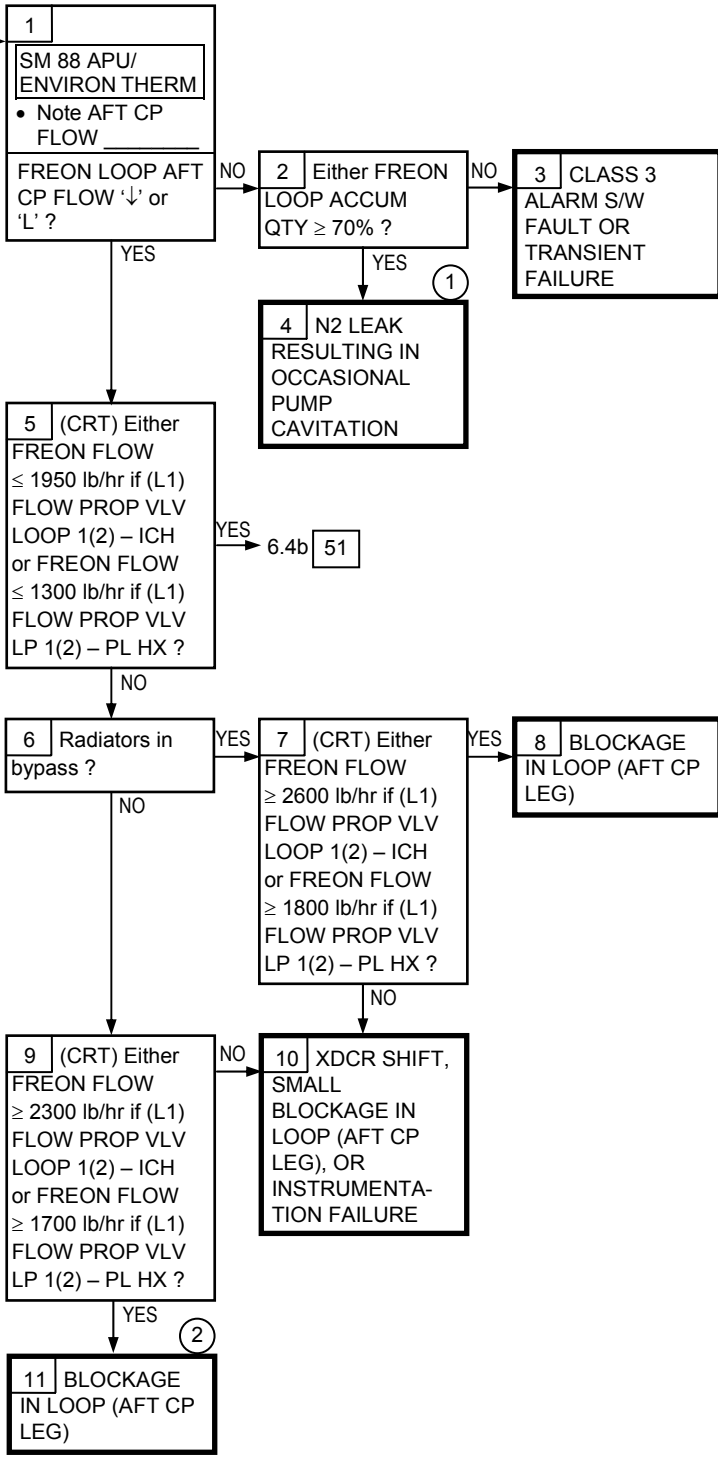 1
SM 88 APU/
ENVIRON THERM
• Note AFT CP
FLOW ________
FREON LOOP AFT
CP FLOW ‘↓’ or
‘L’ ?
NO
YES
2 Either FREON
LOOP ACCUM
QTY ≥ 70% ?
NO
YES
3 CLASS 3
ALARM S/W
FAULT OR
TRANSIENT
FAILURE
1
4 N2 LEAK
RESULTING IN
OCCASIONAL
PUMP
CAVITATION
5 (CRT) Either
FREON FLOW
≤ 1950 lb/hr if (L1)
FLOW PROP VLV
LOOP 1(2) – ICH
or FREON FLOW
≤ 1300 lb/hr if (L1)
FLOW PROP VLV
LP 1(2) – PL HX ?
YES
6.4b 51
NO
6 Radiators in
bypass ?
YES
NO
7 (CRT) Either
FREON FLOW
≥ 2600 lb/hr if (L1)
FLOW PROP VLV
LOOP 1(2) – ICH
or FREON FLOW
≥ 1800 lb/hr if (L1)
FLOW PROP VLV
LP 1(2) – PL HX ?
YES
NO
8 BLOCKAGE
IN LOOP (AFT CP
LEG)
9 (CRT) Either
FREON FLOW
≥ 2300 lb/hr if (L1)
FLOW PROP VLV
LOOP 1(2) – ICH
or FREON FLOW
≥ 1700 lb/hr if (L1)
FLOW PROP VLV
LP 1(2) – PL HX ?
NO
YES
10 XDCR SHIFT,
SMALL
BLOCKAGE IN
LOOP (AFT CP
LEG), OR
INSTRUMENTA-
TION FAILURE
2
11 BLOCKAGE
IN LOOP (AFT CP
LEG)